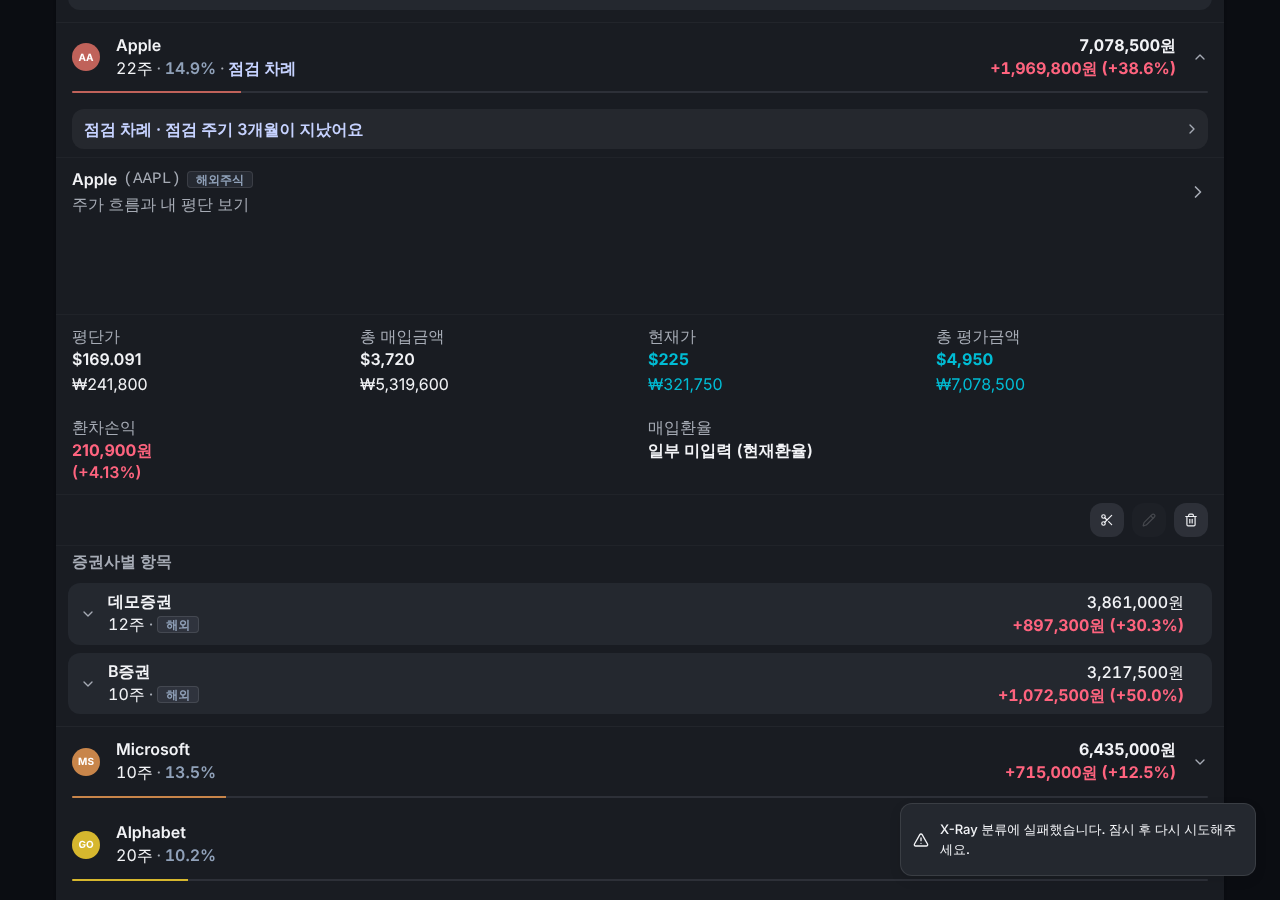 AA
Apple
22주 · 14.9% · 점검 차례
7,078,500원
+1,969,800원 (+38.6%)
점검 차례 · 점검 주기 3개월이 지났어요
Apple (AAPL) 해외주식
주가 흐름과 내 평단 보기
평단가
$169.091
₩241,800
총 매입금액
$3,720
₩5,319,600
현재가
$225
₩321,750
총 평가금액
$4,950
₩7,078,500
환차손익
210,900원
(+4.13%)
매입환율
일부 미입력 (현재환율)
증권사별 항목
데모증권
12주 · 해외
3,861,000원
+897,300원 (+30.3%)
B증권
10주 · 해외
3,217,500원
+1,072,500원 (+50.0%)
MS
Microsoft
10주 · 13.5%
6,435,000원
+715,000원 (+12.5%)
GO
Alphabet
20주 · 10.2%
X-Ray 분류에 실패했습니다. 잠시 후 다시 시도해주
세요.